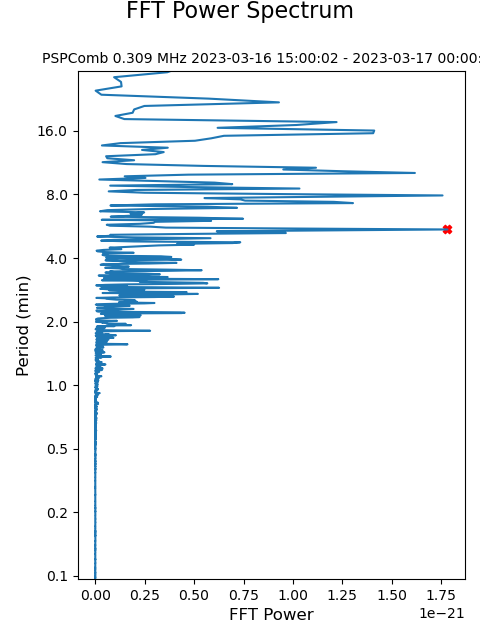 FFT Power Spectrum
PSPComb 0.309 MHz 2023-03-16 15:00:02 - 2023-03-17 00:00:
16.0
8.0
4.0
2.0
1.0
0.5
0.2
0.1
Period (min)
0.00 0.25 0.50 0.75 1.00 1.25 1.50 1.75
1e−21
FFT Power